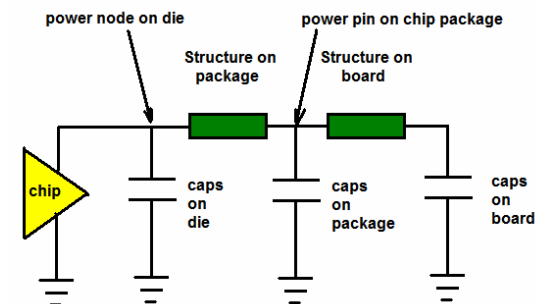 power node on die
power pin on chip package
Structure on
package
Structure on
board
chip
caps
on
die
caps
on
package
caps
on
board